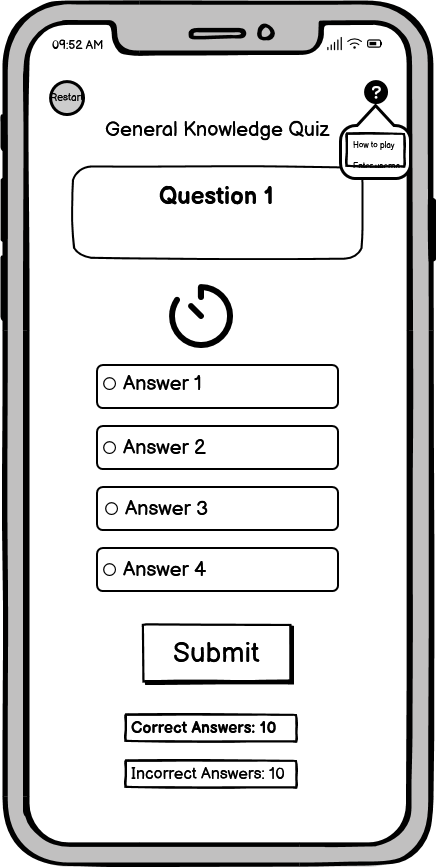 09:52 AM
Restart
?
General Knowledge Quiz
How to play
Question 1
Answer 1
Answer 2
Answer 3
Answer 4
Submit
Correct Answers: 10
Incorrect Answers: 10